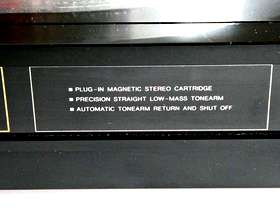 ▪ PLUG-IN MAGNETIC STEREO CARTRIDGE
▪ PRECISION STRAIGHT LOW-MASS TONEARM
▪ AUTOMATIC TONEARM RETURN AND SHUT OFF